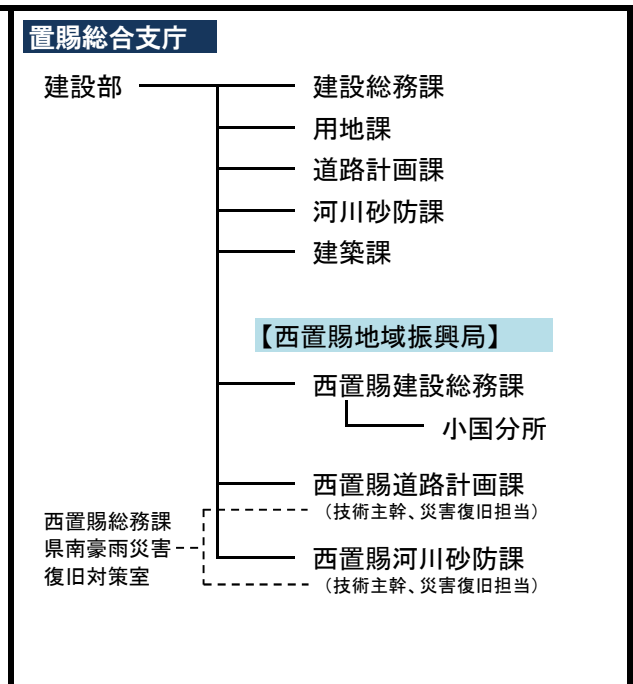 置賜総合支庁
建設部
建設総務課
用地課
道路計画課
河川砂防課
建築課
【西置賜地域振興局】
西置賜建設総務課
小国分所
西置賜道路計画課
（技術主幹、災害復旧担当）
西置賜総務課
県南豪雨災害
復旧対策室
西置賜河川砂防課
（技術主幹、災害復旧担当）